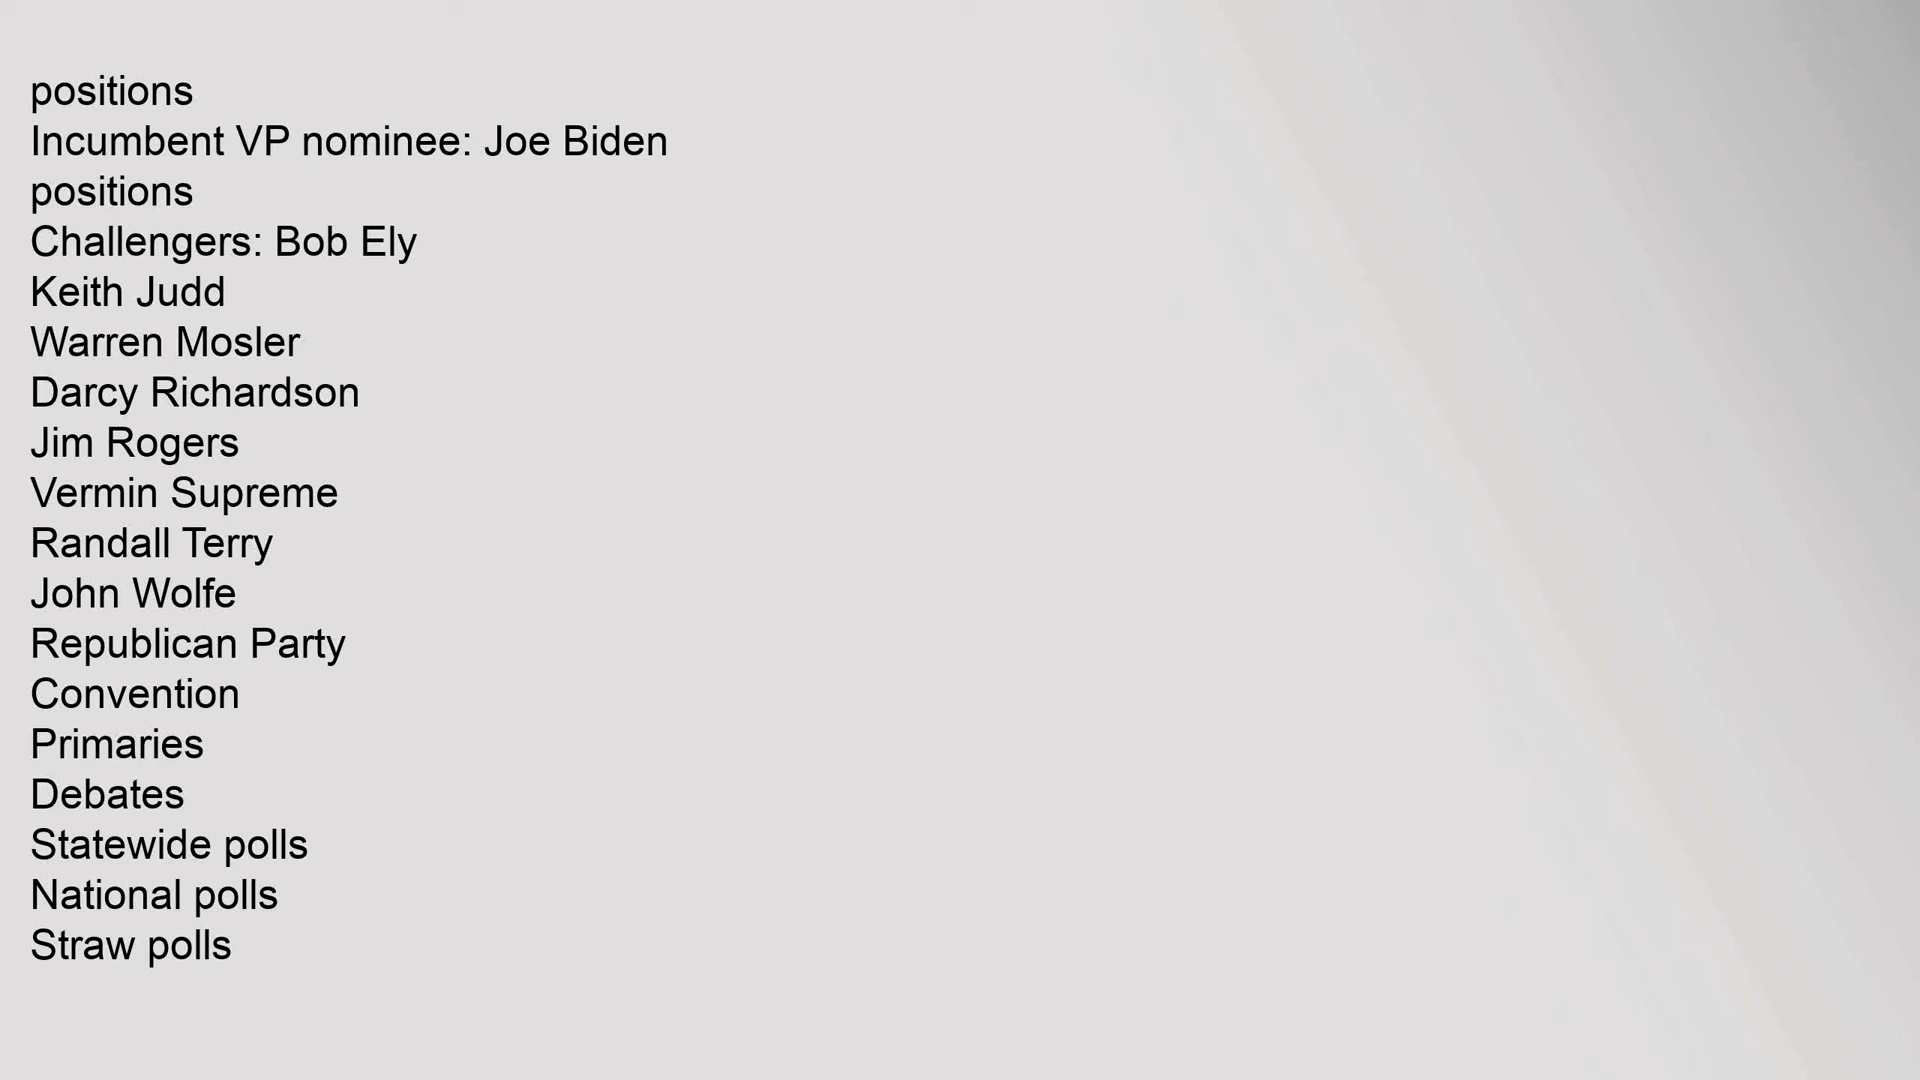 positions
Incumbent VP nominee: Joe Biden
positions
Challengers: Bob Ely
Keith Judd
Warren Mosler
Darcy Richardson
Jim Rogers
Vermin Supreme
Randall Terry
John Wolfe
Republican Party
Convention
Primaries
Debates
Statewide polls
National polls
Straw polls